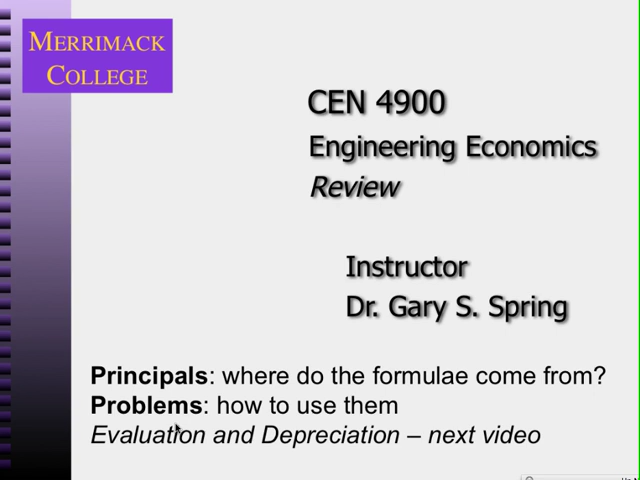 MERRIMACK
COLLEGE
CEN 4900
Engineering Economics
Review
Instructor
Dr. Gary S. Spring
Principals: where do the formulae come from?
Problems: how to use them
Evaluation and Depreciation – next video